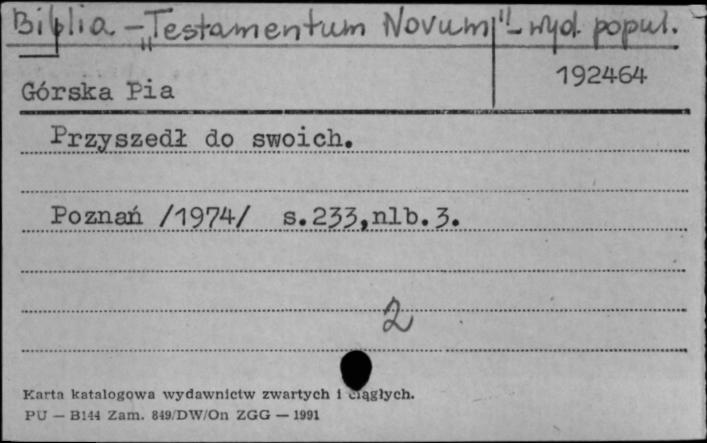 Biblia - „Testamentum Novum" - wyd. popul.
192464
Górska Pia
Przyszedł do swoich.
Poznań /1974/ s.233,nlb.3.
2
Karta katalogowa wydawnictw zwartych i ciągłych.
PU — B144 Zam. 849/DW/On ZGG — 1991